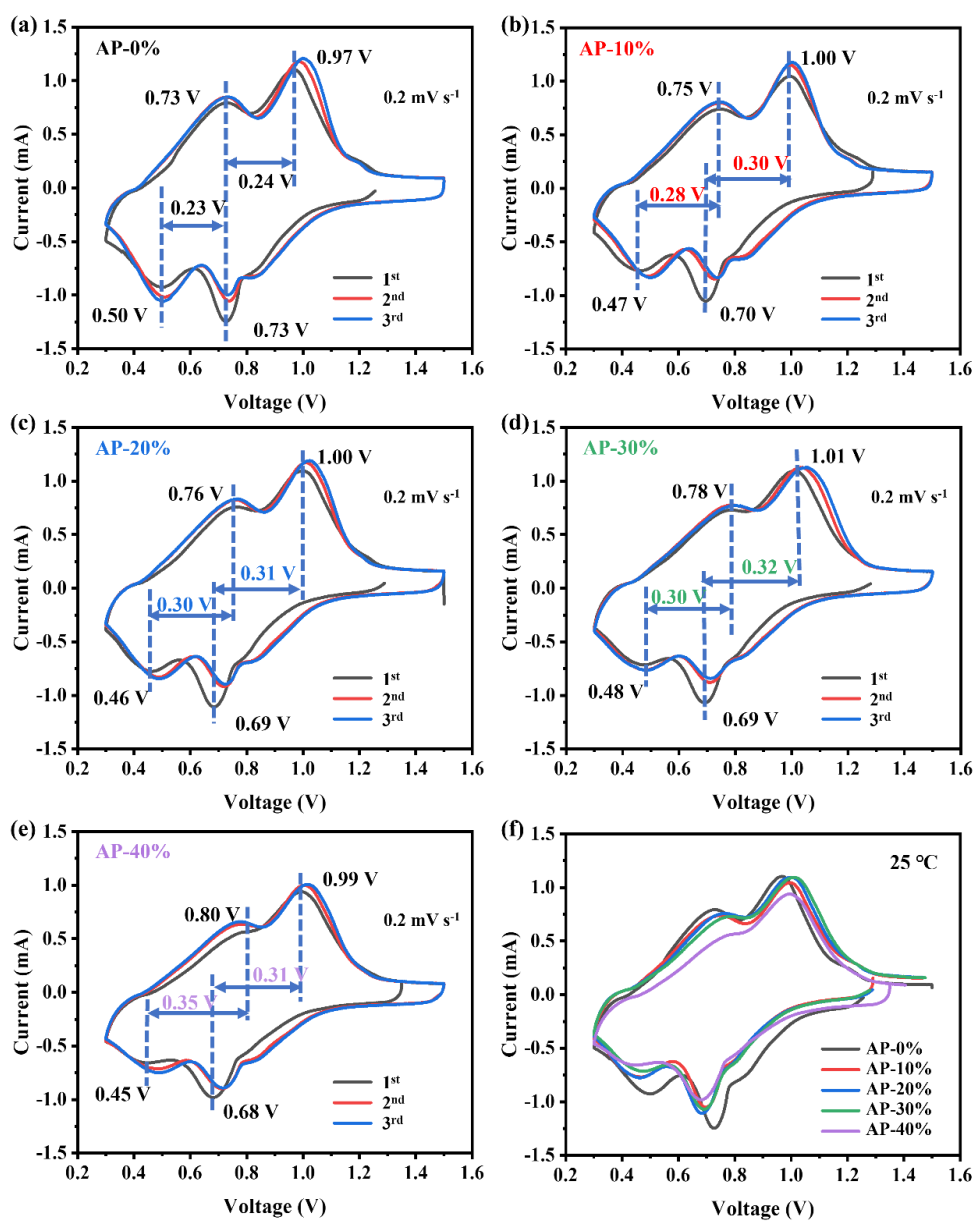 (a)
AP-0%
0.97 V
0.73 V
0.2 mV s⁻¹
0.24 V
0.23 V
0.50 V
0.73 V
1st
2nd
3rd
Current (mA)
1.5
1.0
0.5
0.0
-0.5
-1.0
-1.5
0.2 0.4 0.6 0.8 1.0 1.2 1.4 1.6
Voltage (V)
(b)
AP-10%
1.00 V
0.75 V
0.2 mV s⁻¹
0.30 V
0.28 V
0.47 V
0.70 V
1st
2nd
3rd
Current (mA)
1.5
1.0
0.5
0.0
-0.5
-1.0
-1.5
0.2 0.4 0.6 0.8 1.0 1.2 1.4 1.6
Voltage (V)
(c)
AP-20%
1.00 V
0.76 V
0.2 mV s⁻¹
0.31 V
0.30 V
0.46 V
0.69 V
1st
2nd
3rd
Current (mA)
1.5
1.0
0.5
0.0
-0.5
-1.0
-1.5
0.2 0.4 0.6 0.8 1.0 1.2 1.4 1.6
Voltage (V)
(d)
AP-30%
1.01 V
0.78 V
0.2 mV s⁻¹
0.32 V
0.30 V
0.48 V
0.69 V
1st
2nd
3rd
Current (mA)
1.5
1.0
0.5
0.0
-0.5
-1.0
-1.5
0.2 0.4 0.6 0.8 1.0 1.2 1.4 1.6
Voltage (V)
(e)
AP-40%
0.99 V
0.80 V
0.2 mV s⁻¹
0.31 V
0.35 V
0.45 V
0.68 V
1st
2nd
3rd
Current (mA)
1.5
1.0
0.5
0.0
-0.5
-1.0
-1.5
0.2 0.4 0.6 0.8 1.0 1.2 1.4 1.6
Voltage (V)
(f)
25 °C
AP-0%
AP-10%
AP-20%
AP-30%
AP-40%
Current (mA)
1.5
1.0
0.5
0.0
-0.5
-1.0
-1.5
0.2 0.4 0.6 0.8 1.0 1.2 1.4 1.6
Voltage (V)